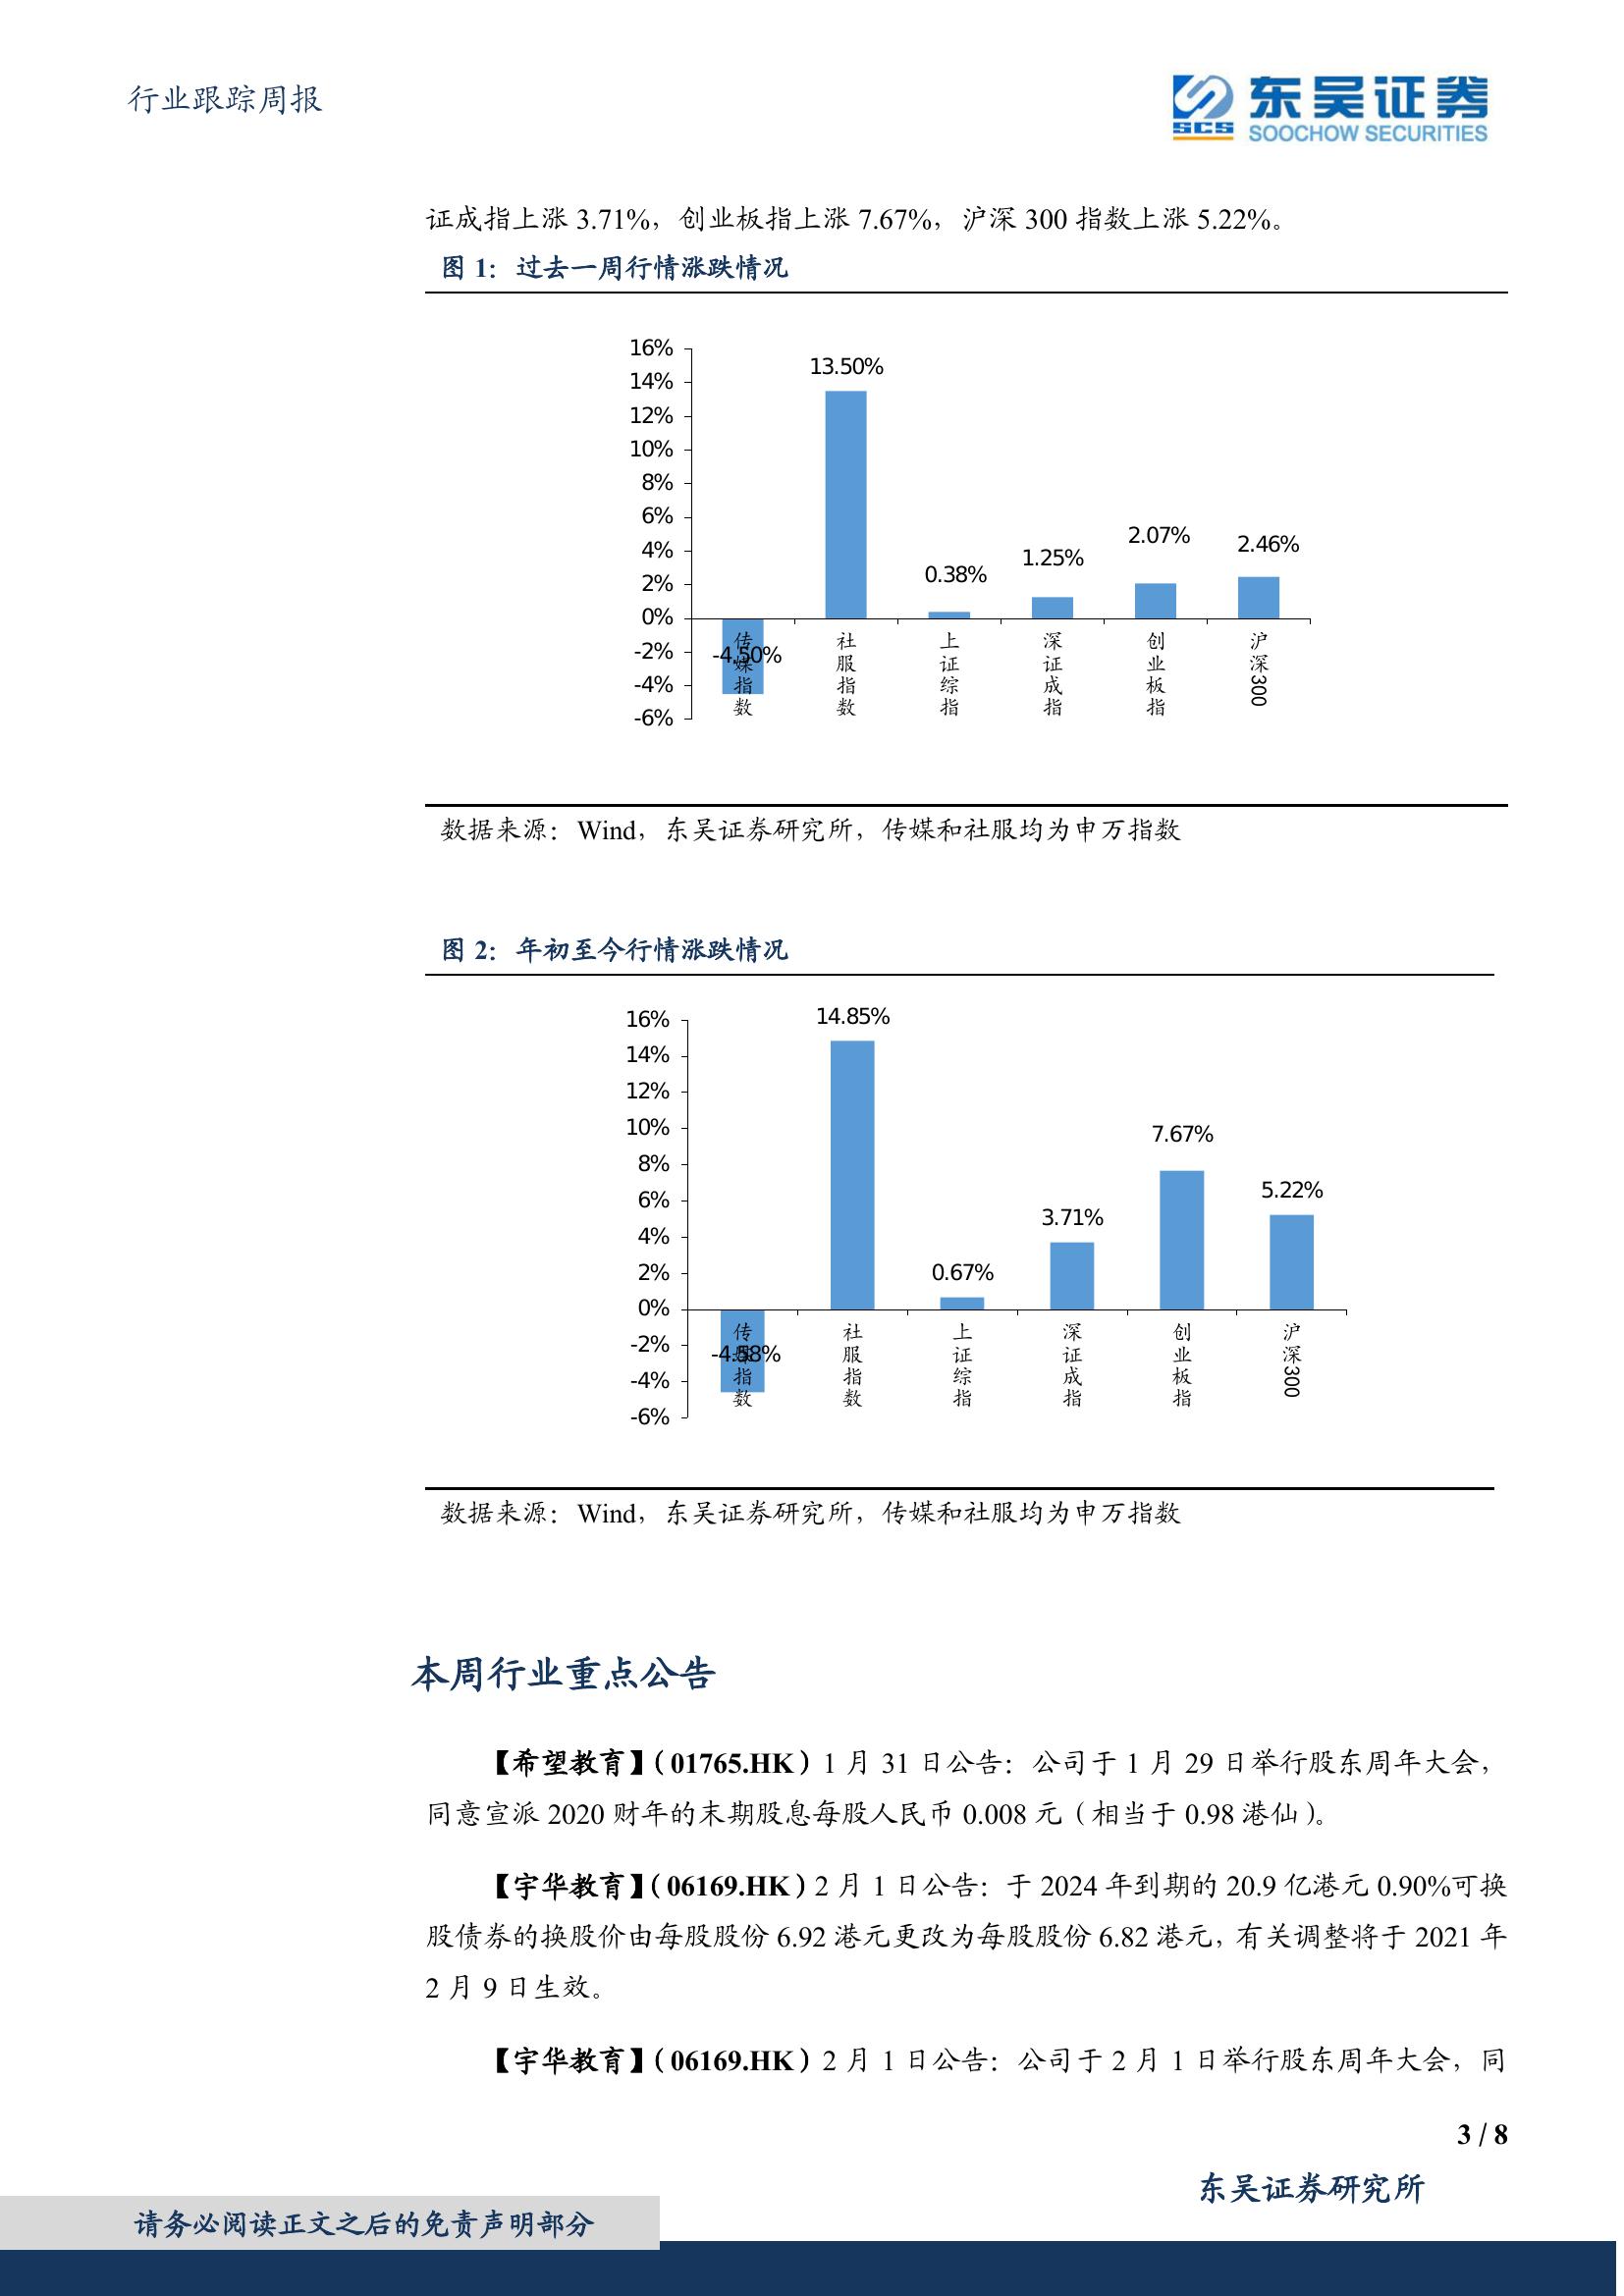 行业跟踪周报
SCS 东吴证券
SOOCHOW SECURITIES
证成指上涨 3.71%，创业板指上涨 7.67%，沪深 300 指数上涨 5.22%。
图 1：过去一周行情涨跌情况
16%
14%
12%
10%
8%
6%
4%
2%
0%
-2%
-4%
-6%
-4.50%
13.50%
0.38%
1.25%
2.07%
2.46%
传媒指数
社服指数
上证综指
深证成指
创业板指
沪深300
数据来源：Wind，东吴证券研究所，传媒和社服均为申万指数
图 2：年初至今行情涨跌情况
16%
14%
12%
10%
8%
6%
4%
2%
0%
-2%
-4%
-6%
-4.58%
14.85%
0.67%
3.71%
7.67%
5.22%
传媒指数
社服指数
上证综指
深证成指
创业板指
沪深300
数据来源：Wind，东吴证券研究所，传媒和社服均为申万指数
本周行业重点公告
【希望教育】（01765.HK）1 月 31 日公告：公司于 1 月 29 日举行股东周年大会，
同意宣派 2020 财年的末期股息每股人民币 0.008 元（相当于 0.98 港仙）。
【宇华教育】（06169.HK）2 月 1 日公告：于 2024 年到期的 20.9 亿港元 0.90%可换
股债券的换股价由每股股份 6.92 港元更改为每股股份 6.82 港元，有关调整将于 2021 年
2 月 9 日生效。
【宇华教育】（06169.HK）2 月 1 日公告：公司于 2 月 1 日举行股东周年大会，同
3 / 8
东吴证券研究所
请务必阅读正文之后的免责声明部分